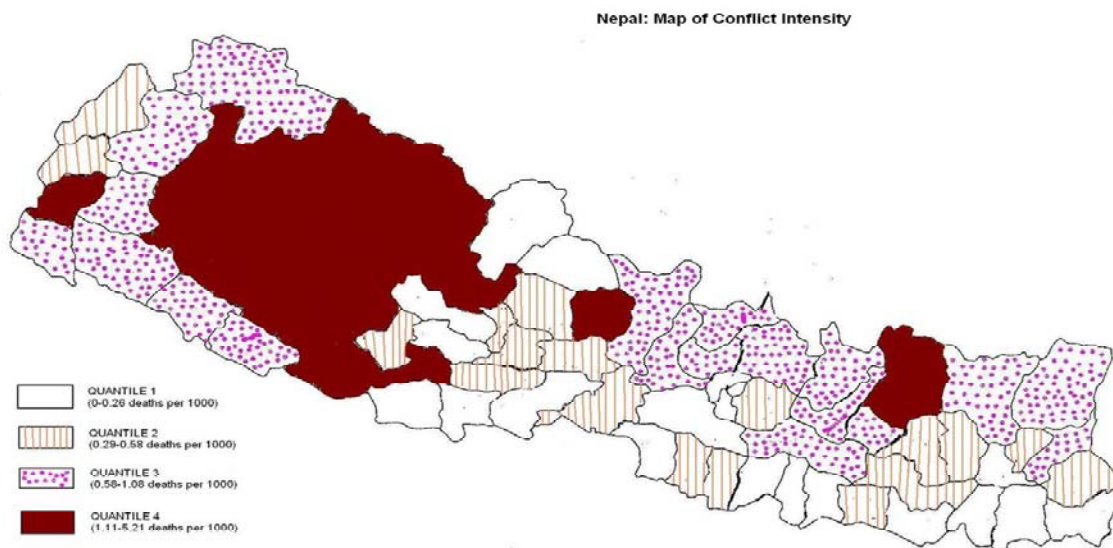 Nepal: Map of Conflict Intensity
QUANTILE 1
(0-0.26 deaths per 1000)
QUANTILE 2
(0.29-0.58 deaths per 1000)
QUANTILE 3
(0.58-1.08 deaths per 1000)
QUANTILE 4
(1.11-5.21 deaths per 1000)